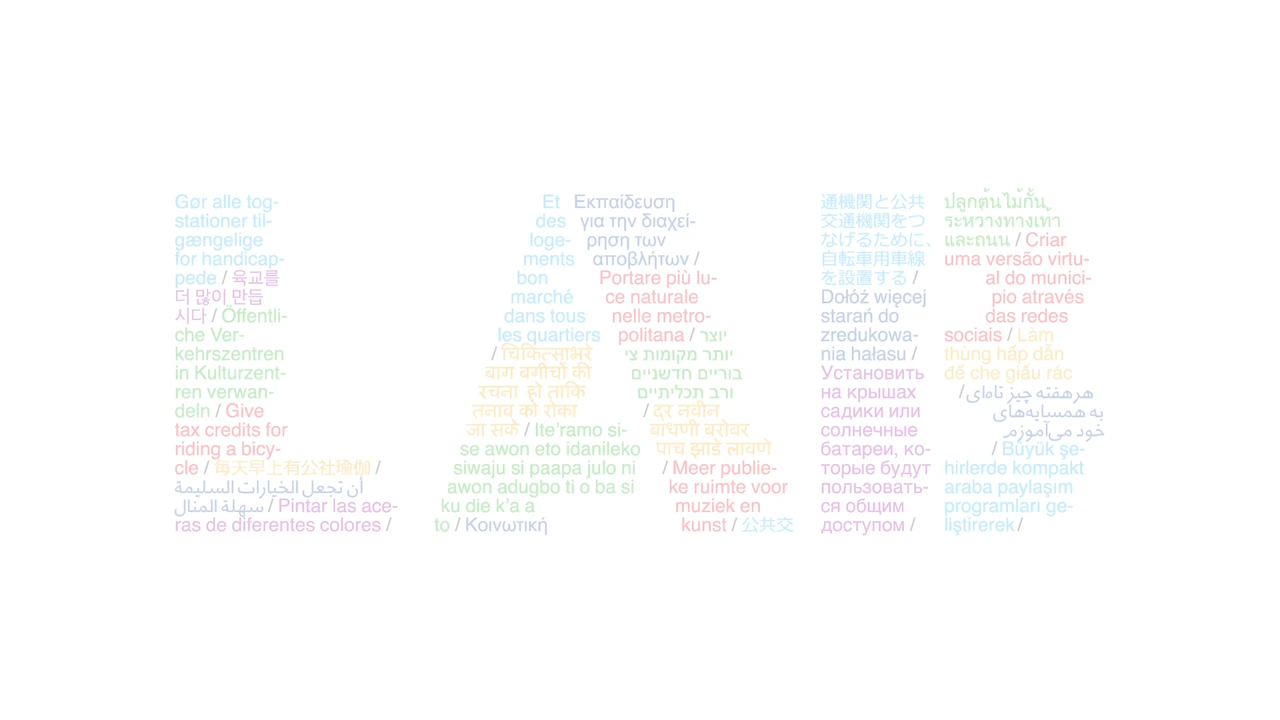 Gør alle tog-
stationer til-
gængelige
for handicap-
pede / 육교를
더 많이 만듭
시다 / Öffentli-
che Ver-
kehrszentren
in Kulturzent-
ren verwan-
deln / Give
tax credits for
riding a bicy-
cle / 每天早上有公社瑜伽 /
أن تجعل الخيارات السليمة
سهلة المنال / Pintar las ace-
ras de diferentes colores /
Et
des
loge-
ments
bon
marché
dans tous
les quartiers
/ चिकित्साभरे
बाग बगीचों की
रचना हो ताकि
तनाव को रोका
जा सके / Ite’ramo si-
se awon eto idanileko
siwaju si paapa julo ni
awon adugbo ti o ba si
ku die k’a a
to / Κοινωτική
Εκπαίδευση
για την διαχεί-
ρηση των
αποβλήτων /
Portare più lu-
ce naturale
nelle metro-
politana / יוצר
יותר מקומות צי
בוריים חדשניים
ורב תכליתיים
/ दर नवीन
बांधणी बरोबर
पाच झाडे लावणे
/ Meer publie-
ke ruimte voor
muziek en
kunst / 公共交
通機関と公共
交通機関をつ
なげるために、
自転車用車線
を設置する /
Dołóż więcej
starań do
zredukowa-
nia hałasu /
Установить
на крышах
садики или
солнечные
батареи, ко-
торые будут
пользовать-
ся общим
доступом /
ปลูกต้นไม้กั้น
ระหว่างทางเท้า
และถนน / Criar
uma versão virtu-
al do municí-
pio através
das redes
sociais / Làm
thùng hấp dẫn
để che giấu rác
/ هرهفته چیز تاه‌ای
به همسایه‌های
خود می‌آموزم
/ Büyük şe-
hirlerde kompakt
araba paylaşım
programları ge-
liştirerek /